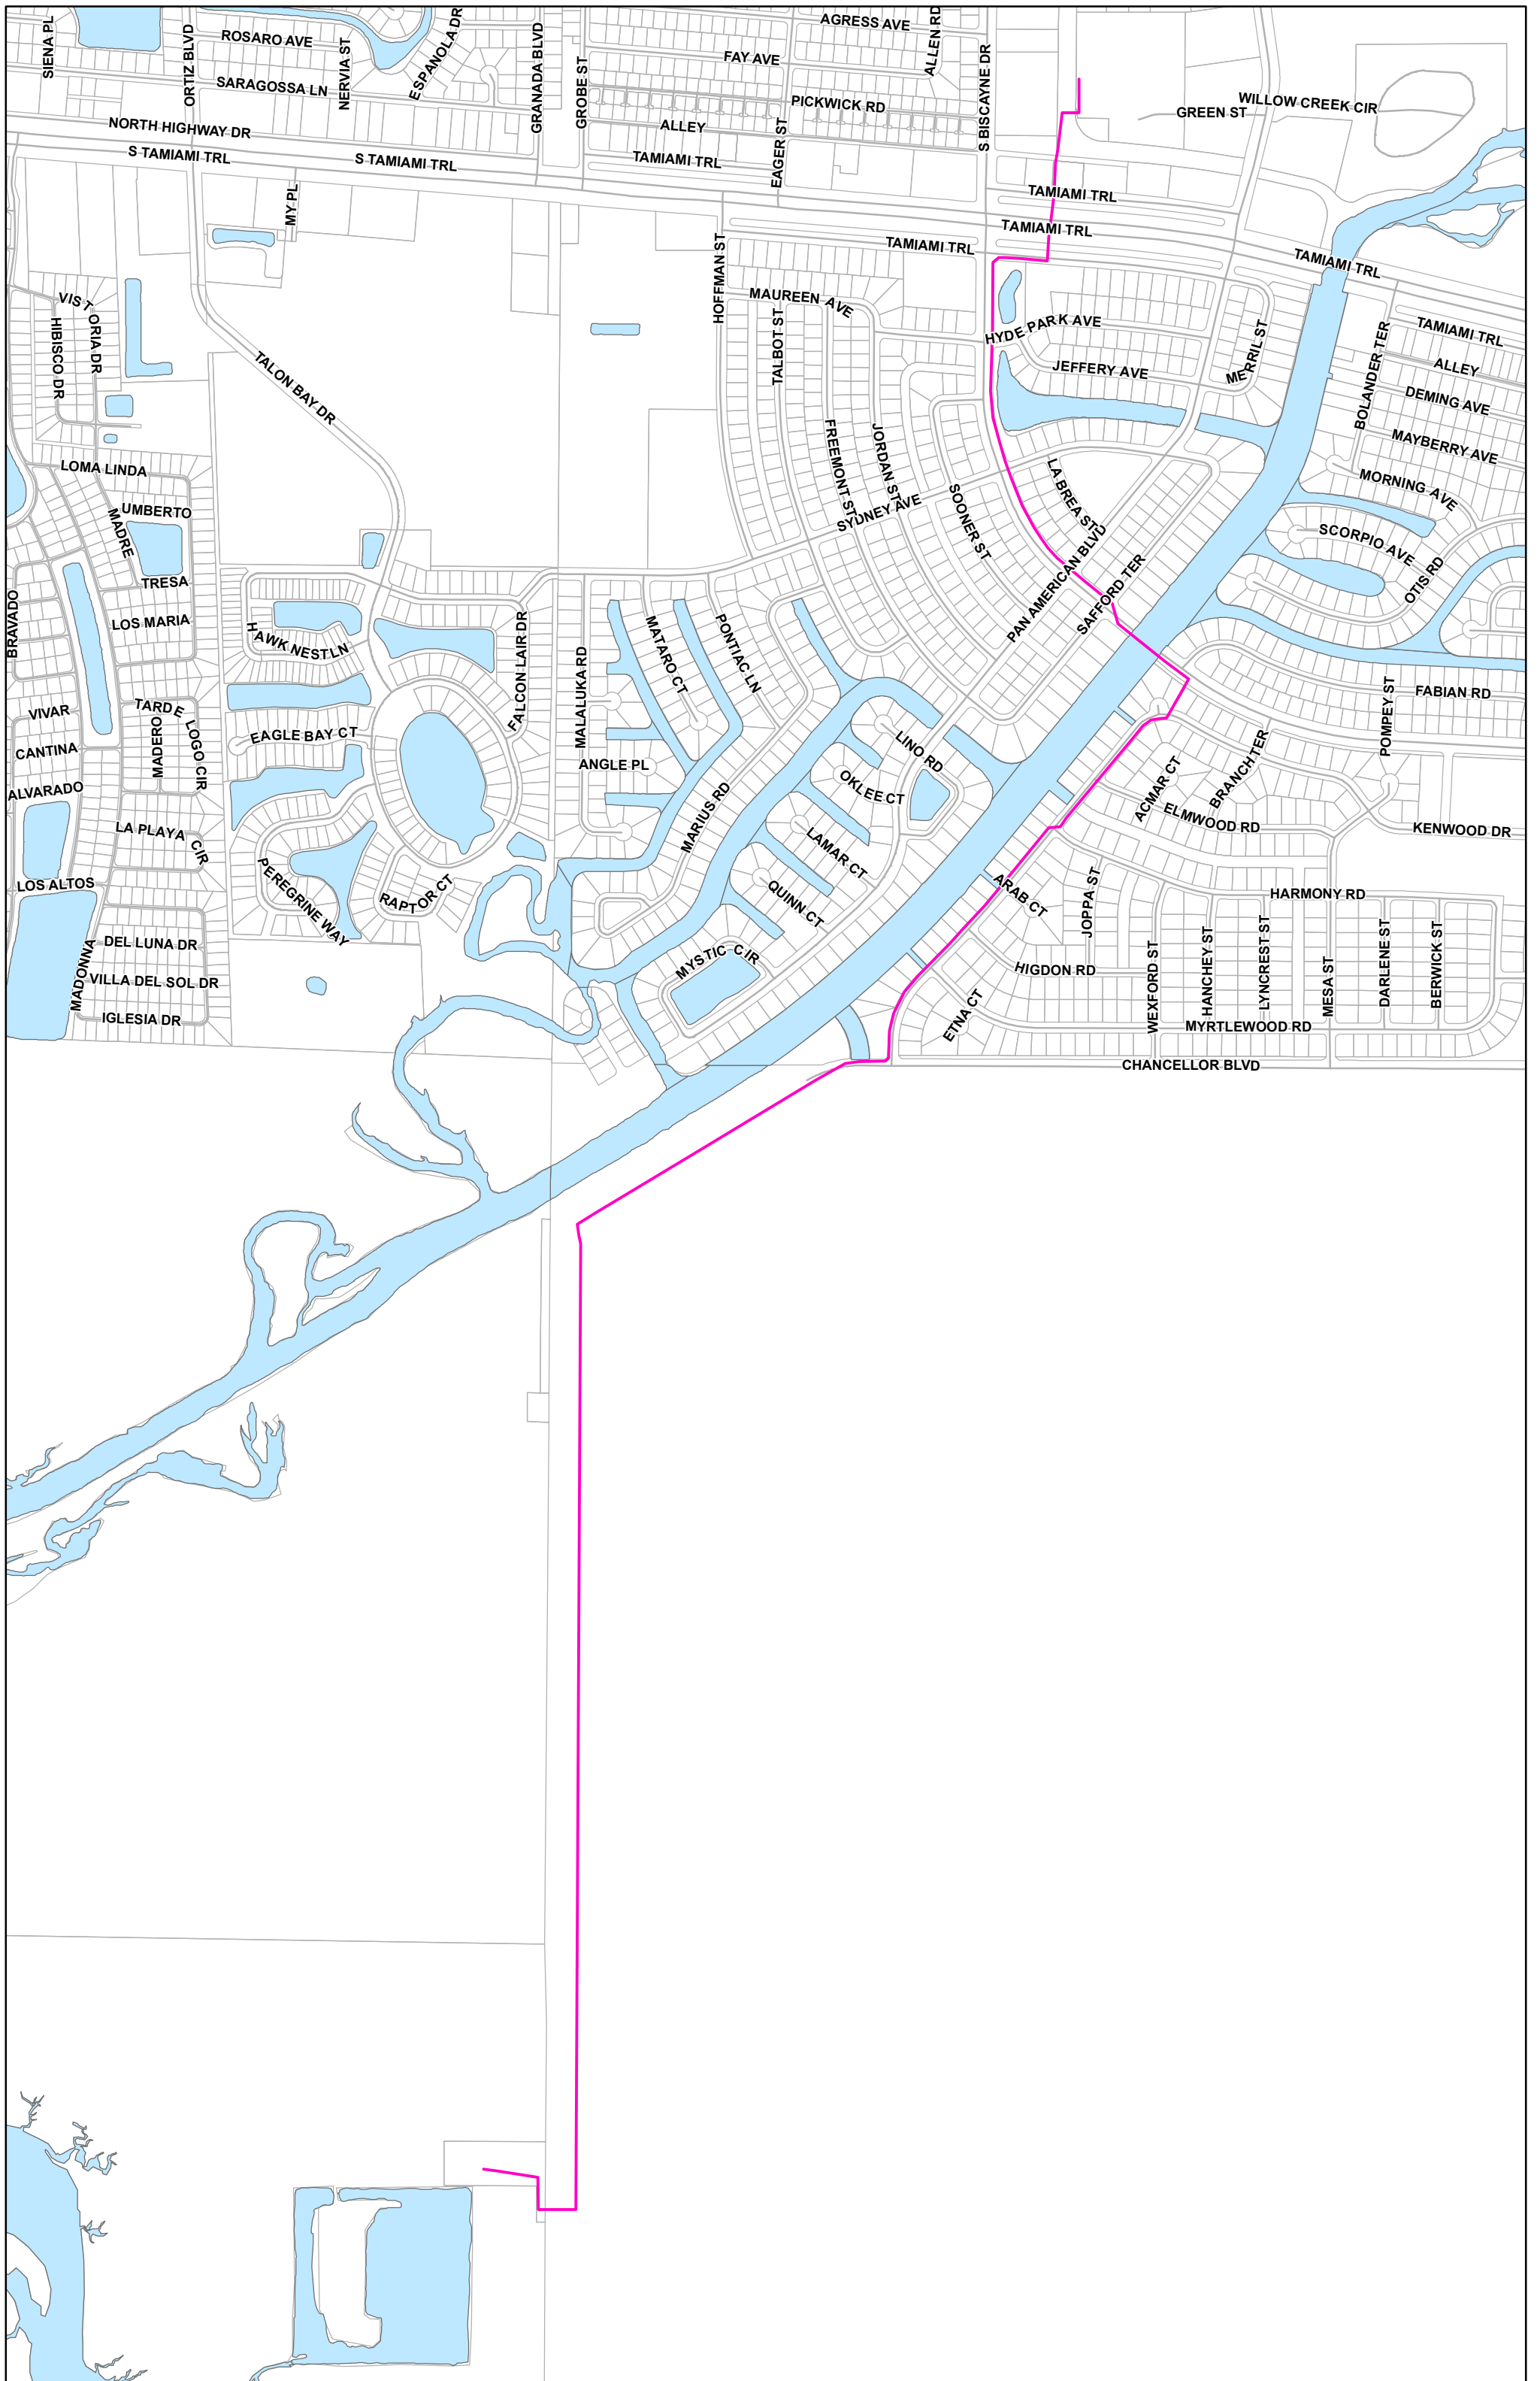 SIENA PL
ORTIZ BLVD
ROSARO AVE
NERVIA ST
ESPANOLA DR
GRANADA BLVD
GROBE ST
AGRESS AVE
ALLEN RD
FAY AVE
S BISCAYNE DR
SARAGOSSA LN
PICKWICK RD
WILLOW CREEK CIR
GREEN ST
NORTH HIGHWAY DR
ALLEY
EAGER ST
S TAMIAMI TRL
S TAMIAMI TRL
TAMIAMI TRL
MY PL
TAMIAMI TRL
TAMIAMI TRL
TAMIAMI TRL
TAMIAMI TRL
HOFFMAN ST
VISTORIA DR
HIBISCO DR
MAUREEN AVE
TALBOT ST
HYDE PARK AVE
MERRIL ST
BOLANDER TER
TAMIAMI TRL
ALLEY
TALON BAY DR
JEFFERY AVE
DEMING AVE
MAYBERRY AVE
FREEMONT ST
JORDAN ST
LOMA LINDA
SYDNEY AVE
SOONER ST
LA BREA ST
MORNING AVE
UMBERTO
MADRE
SCORPIO AVE
TRESA
PAN AMERICAN BLVD
SAFFORD TER
OTIS RD
BRAVADO
LOS MARIA
HAWK NEST LN
FALCON LAIR DR
MALALUKA RD
MATARO CT
PONTIAC LN
FABIAN RD
POMPEY ST
VIVAR
TARDE
LOGO CIR
MADERO
EAGLE BAY CT
LINO RD
CANTINA
ANGLE PL
OKLEE CT
ACMAR CT
BRANCH TER
ALVARADO
MARIUS RD
ELMWOOD RD
KENWOOD DR
LA PLAYA CIR
LAMAR CT
LOS ALTOS
PEREGRINE WAY
RAPTOR CT
QUINN CT
ARAB CT
JOPPA ST
HARMONY RD
DEL LUNA DR
MADONNA
MYSTIC CIR
HIGDON RD
WEXFORD ST
HANCHEY ST
LYNCREST ST
MESA ST
DARLENE ST
BERWICK ST
VILLA DEL SOL DR
IGLESIA DR
ETNA CT
MYRTLEWOOD RD
CHANCELLOR BLVD